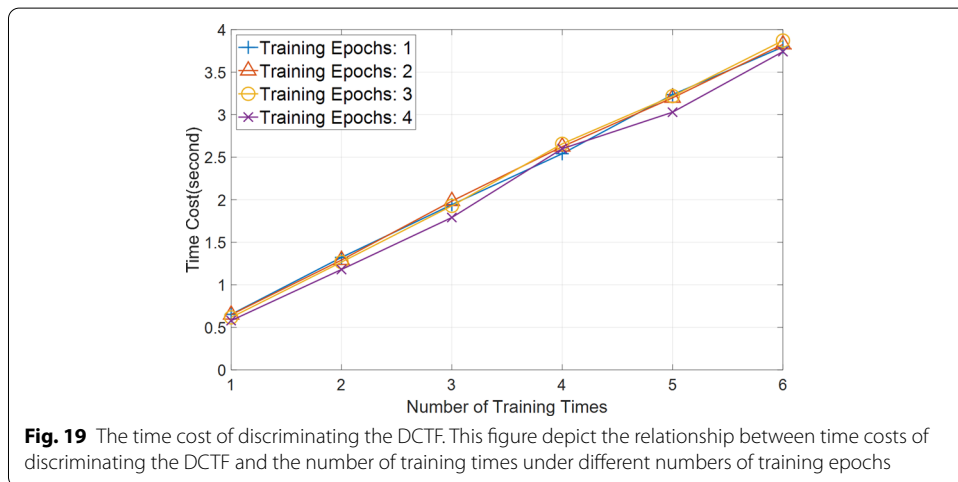 4
3.5
3
2.5
2
1.5
1
0.5
0
Time Cost(second)
Training Epochs: 1
Training Epochs: 2
Training Epochs: 3
Training Epochs: 4
1 2 3 4 5 6
Number of Training Times
Fig. 19 The time cost of discriminating the DCTF. This figure depict the relationship between time costs of
discriminating the DCTF and the number of training times under different numbers of training epochs